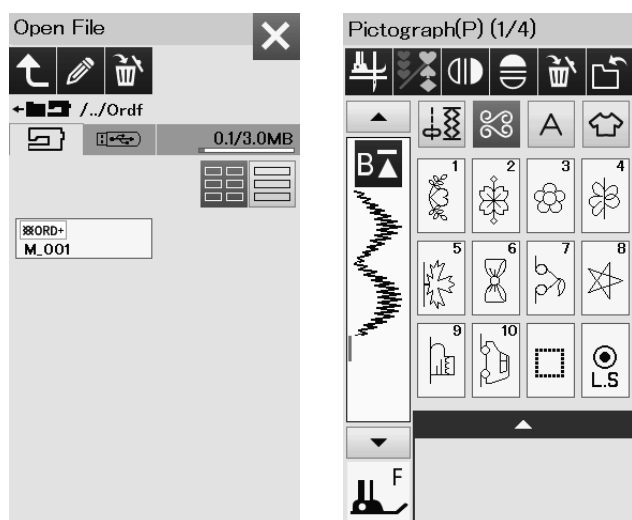 Open File
/../Ordf
0.1/3.0MB
ORD+
M_001
Pictograph(P) (1/4)
A
B
1 2 3 4
5 6 7 8
9 10
L.S
F